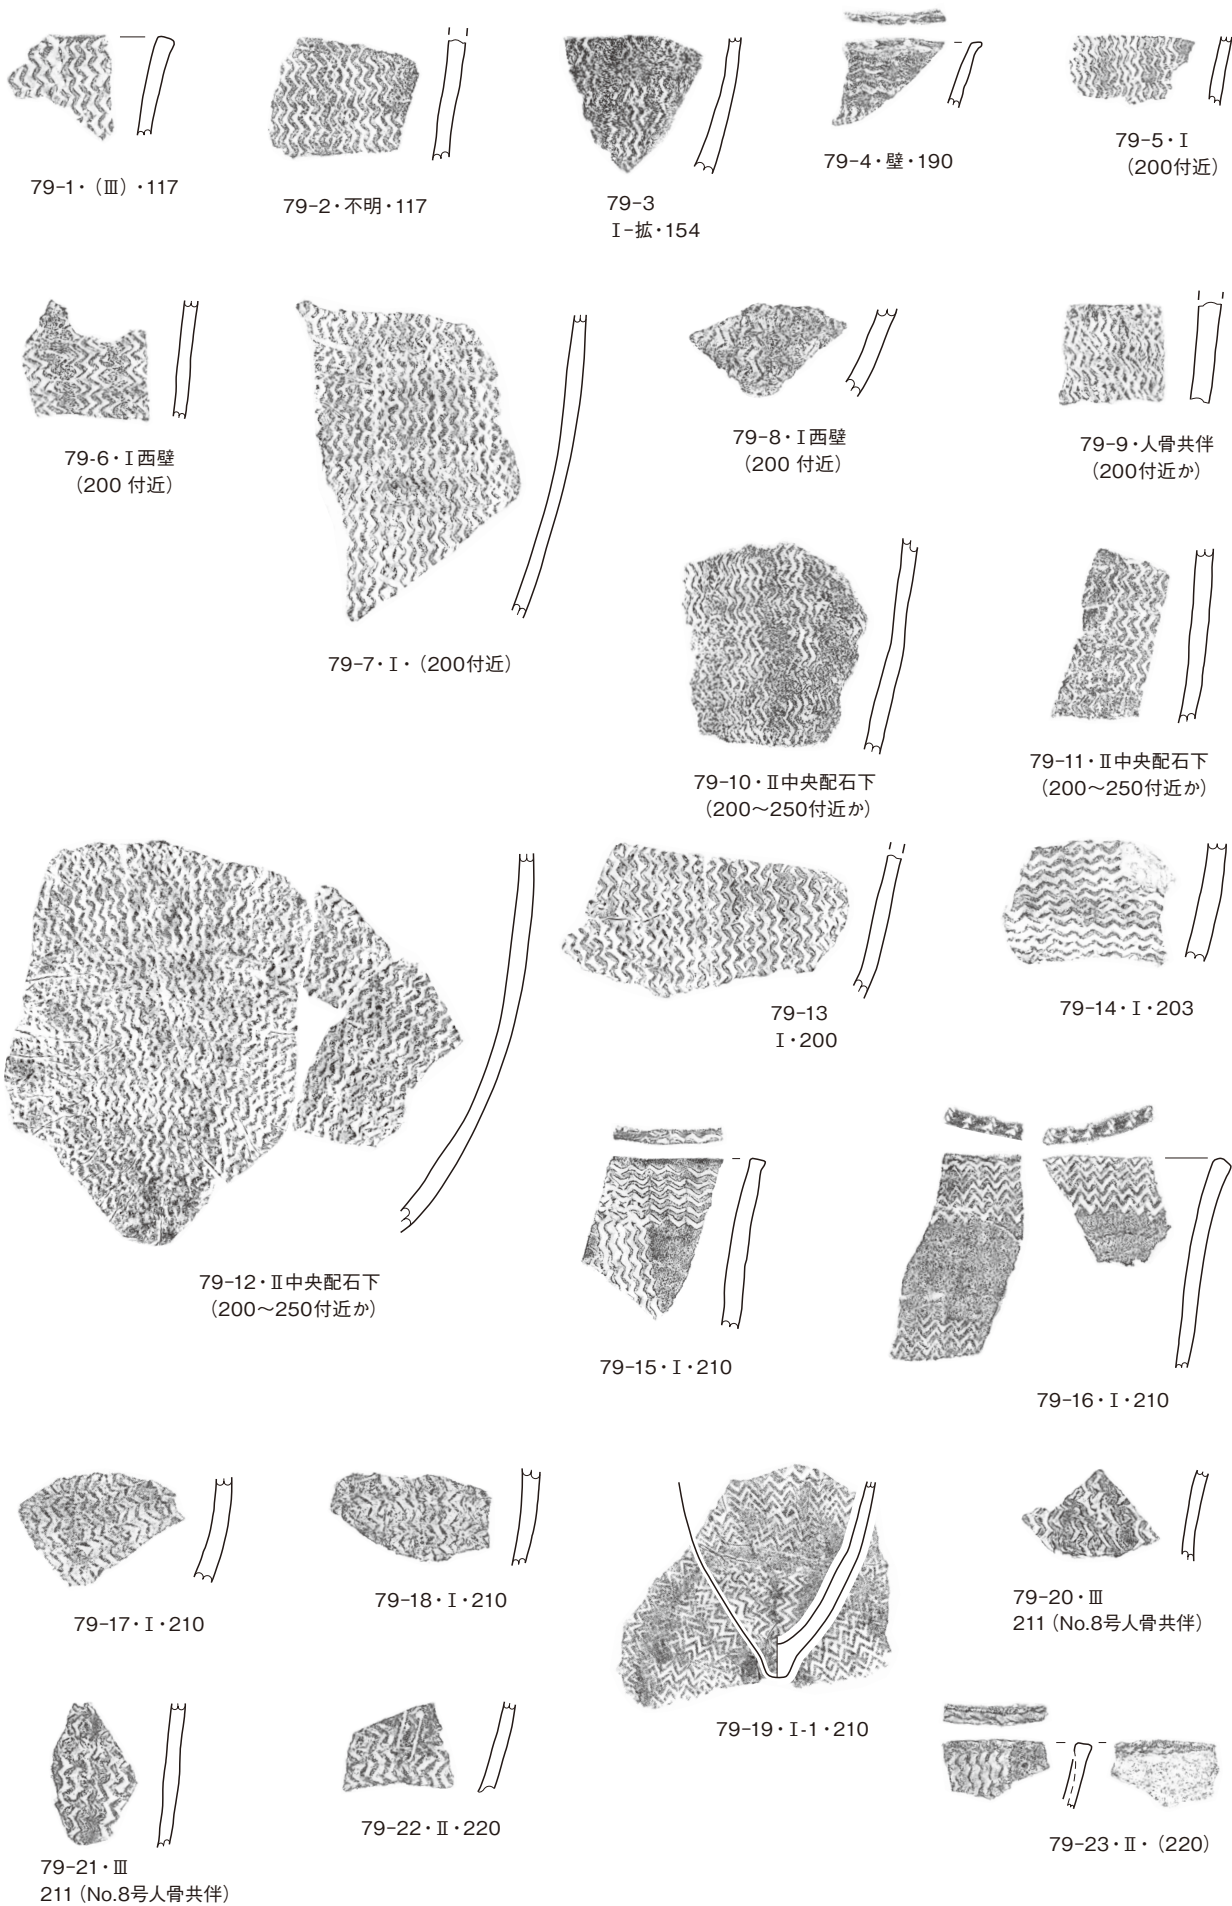 79-1・(Ⅲ)・117
79-2・不明・117
79-3
Ⅰ-拡・154
79-4・壁・190
79-5・Ⅰ
(200付近)
79-6・Ⅰ西壁
(200 付近)
79-7・Ⅰ・(200付近)
79-8・Ⅰ西壁
(200 付近)
79-9・人骨共伴
(200付近か)
79-10・Ⅱ中央配石下
(200〜250付近か)
79-11・Ⅱ中央配石下
(200〜250付近か)
79-12・Ⅱ中央配石下
(200〜250付近か)
79-13
Ⅰ・200
79-14・Ⅰ・203
79-15・Ⅰ・210
79-16・Ⅰ・210
79-17・Ⅰ・210
79-18・Ⅰ・210
79-19・Ⅰ-1・210
79-20・Ⅲ
211(No.8号人骨共伴)
79-21・Ⅲ
211(No.8号人骨共伴)
79-22・Ⅱ・220
79-23・Ⅱ・(220)